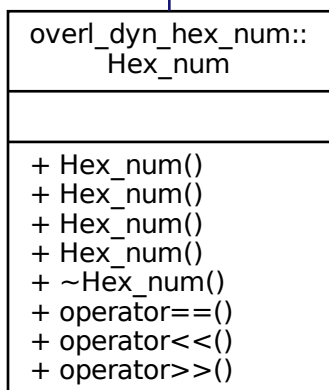 overl_dyn_hex_num::
Hex_num
+ Hex_num()
+ Hex_num()
+ Hex_num()
+ Hex_num()
+ ~Hex_num()
+ operator==()
+ operator<<()
+ operator>>()